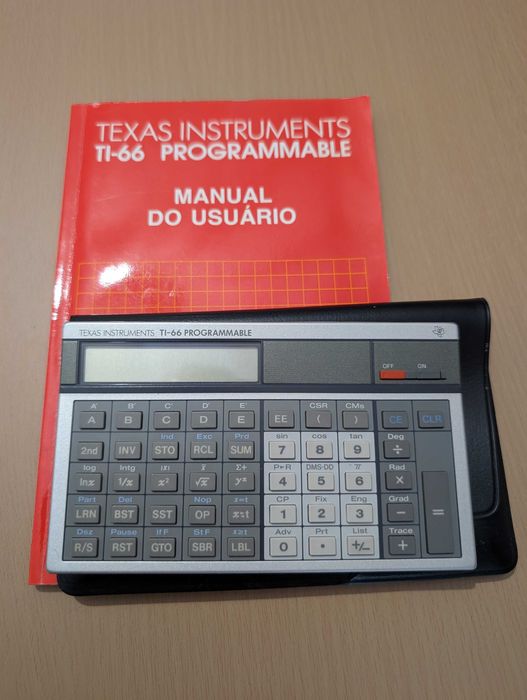 TEXAS INSTRUMENTS
TI-66 PROGRAMMABLE
MANUAL
DO USUÁRIO
TEXAS INSTRUMENTS TI-66 PROGRAMMABLE
OFF ON
A' B' C' D' E' CSR CMs
A B C D E EE ( ) CE CLR
Ind Exc Prd sin cos tan Deg
2nd INV STO RCL SUM 7 8 9 ÷
log Intg |x| x̄ Σ+ P▸R DMS-DD π Rad
lnx 1/x x² √x yˣ 4 5 6 ×
Part Del Nop x=t CP Fix Eng Grad
LRN BST SST OP x:t 1 2 3 − =
Dsz Pause If F St F x≥t Adv Prt List Trace
R/S RST GTO SBR LBL 0 . +/− +